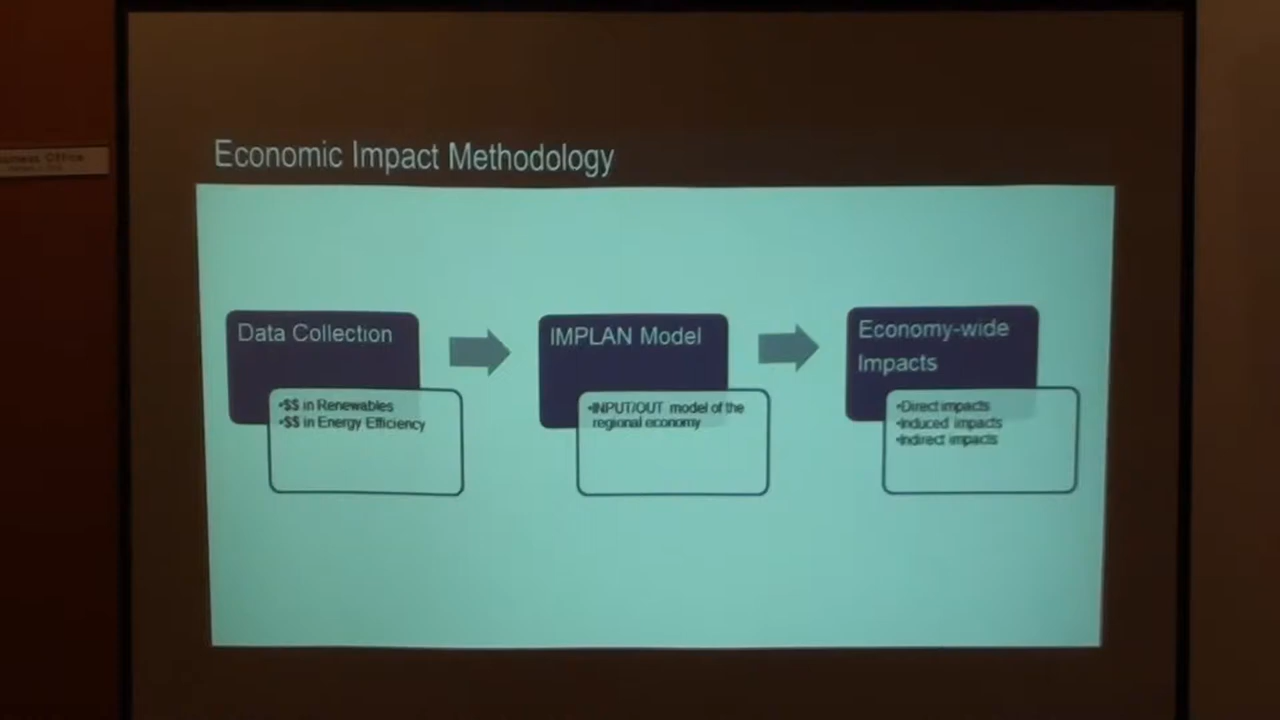 Office
Economic Impact Methodology
Data Collection
•$$ in Renewables
•$$ in Energy Efficiency
IMPLAN Model
•INPUT/OUT model of the
regional economy
Economy-wide
Impacts
•Direct impacts
•Induced impacts
•Indirect impacts